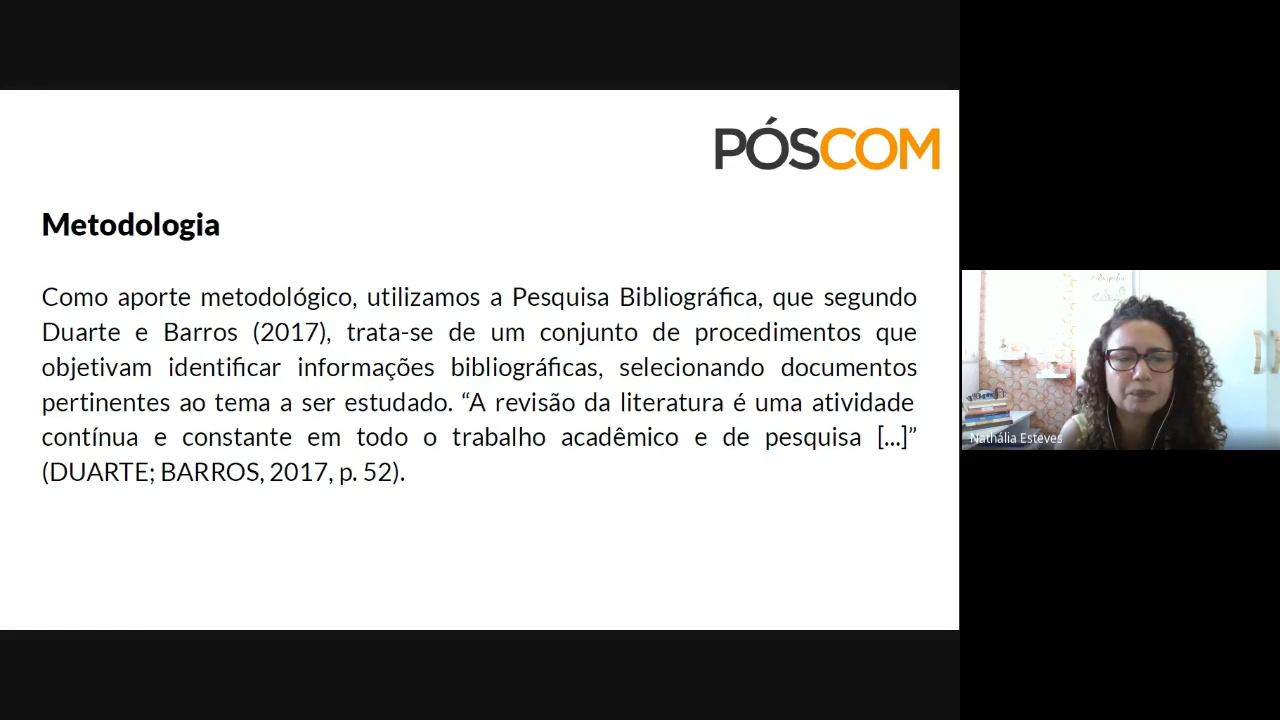 PÓSCOM
Metodologia
Como aporte metodológico, utilizamos a Pesquisa Bibliográfica, que segundo
Duarte e Barros (2017), trata-se de um conjunto de procedimentos que
objetivam identificar informações bibliográficas, selecionando documentos
pertinentes ao tema a ser estudado. “A revisão da literatura é uma atividade
contínua e constante em todo o trabalho acadêmico e de pesquisa [...]”
(DUARTE; BARROS, 2017, p. 52).
Nathália Esteves